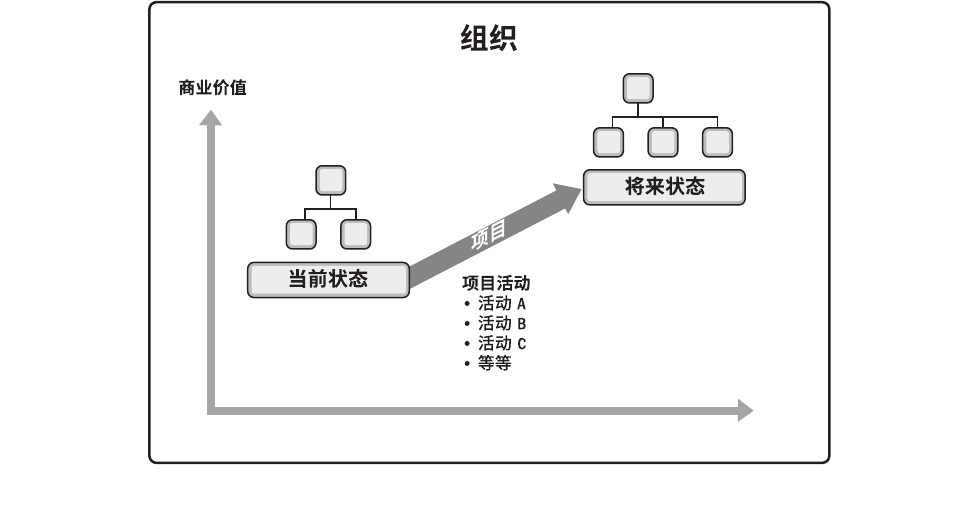 组织
商业价值
将来状态
项目
当前状态
项目活动
• 活动 A
• 活动 B
• 活动 C
• 等等